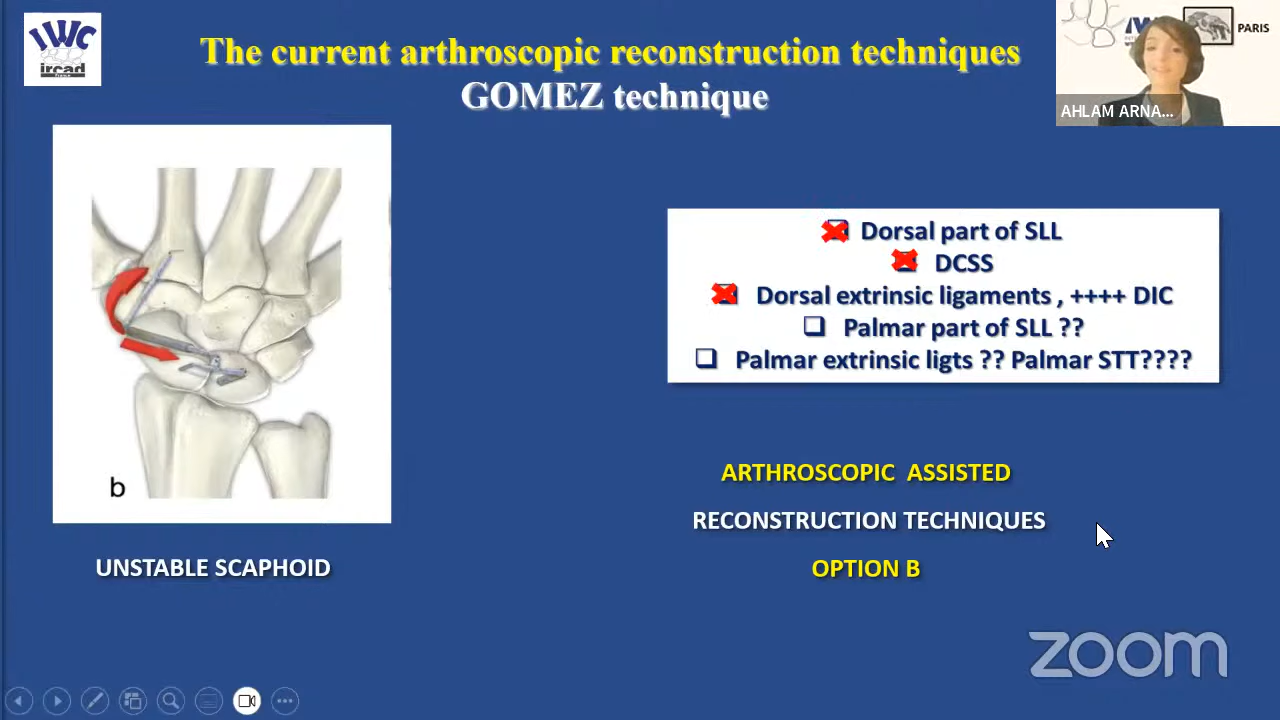 IWC
ircad
France
The current arthroscopic reconstruction techniques
GOMEZ technique
PARIS
AHLAM ARNA...
Dorsal part of SLL
DCSS
Dorsal extrinsic ligaments , ++++ DIC
Palmar part of SLL ??
Palmar extrinsic ligts ?? Palmar STT????
b
UNSTABLE SCAPHOID
ARTHROSCOPIC ASSISTED
RECONSTRUCTION TECHNIQUES
OPTION B
zoom